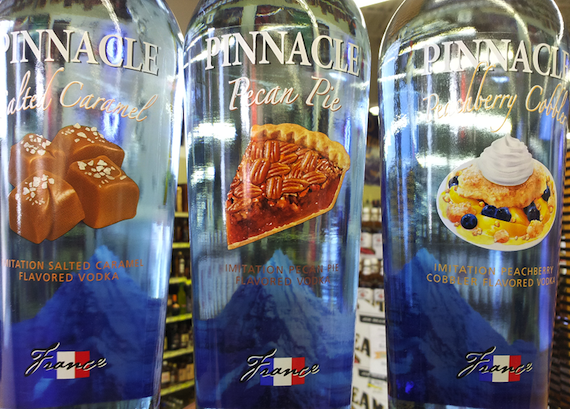 PINNACLE
Salted Caramel
IMITATION SALTED CARAMEL
FLAVORED VODKA
France
PINNACLE
Pecan Pie
IMITATION PECAN PIE
FLAVORED VODKA
France
PINNACLE
Peachberry Cobbler
IMITATION PEACHBERRY
COBBLER FLAVORED VODKA
France